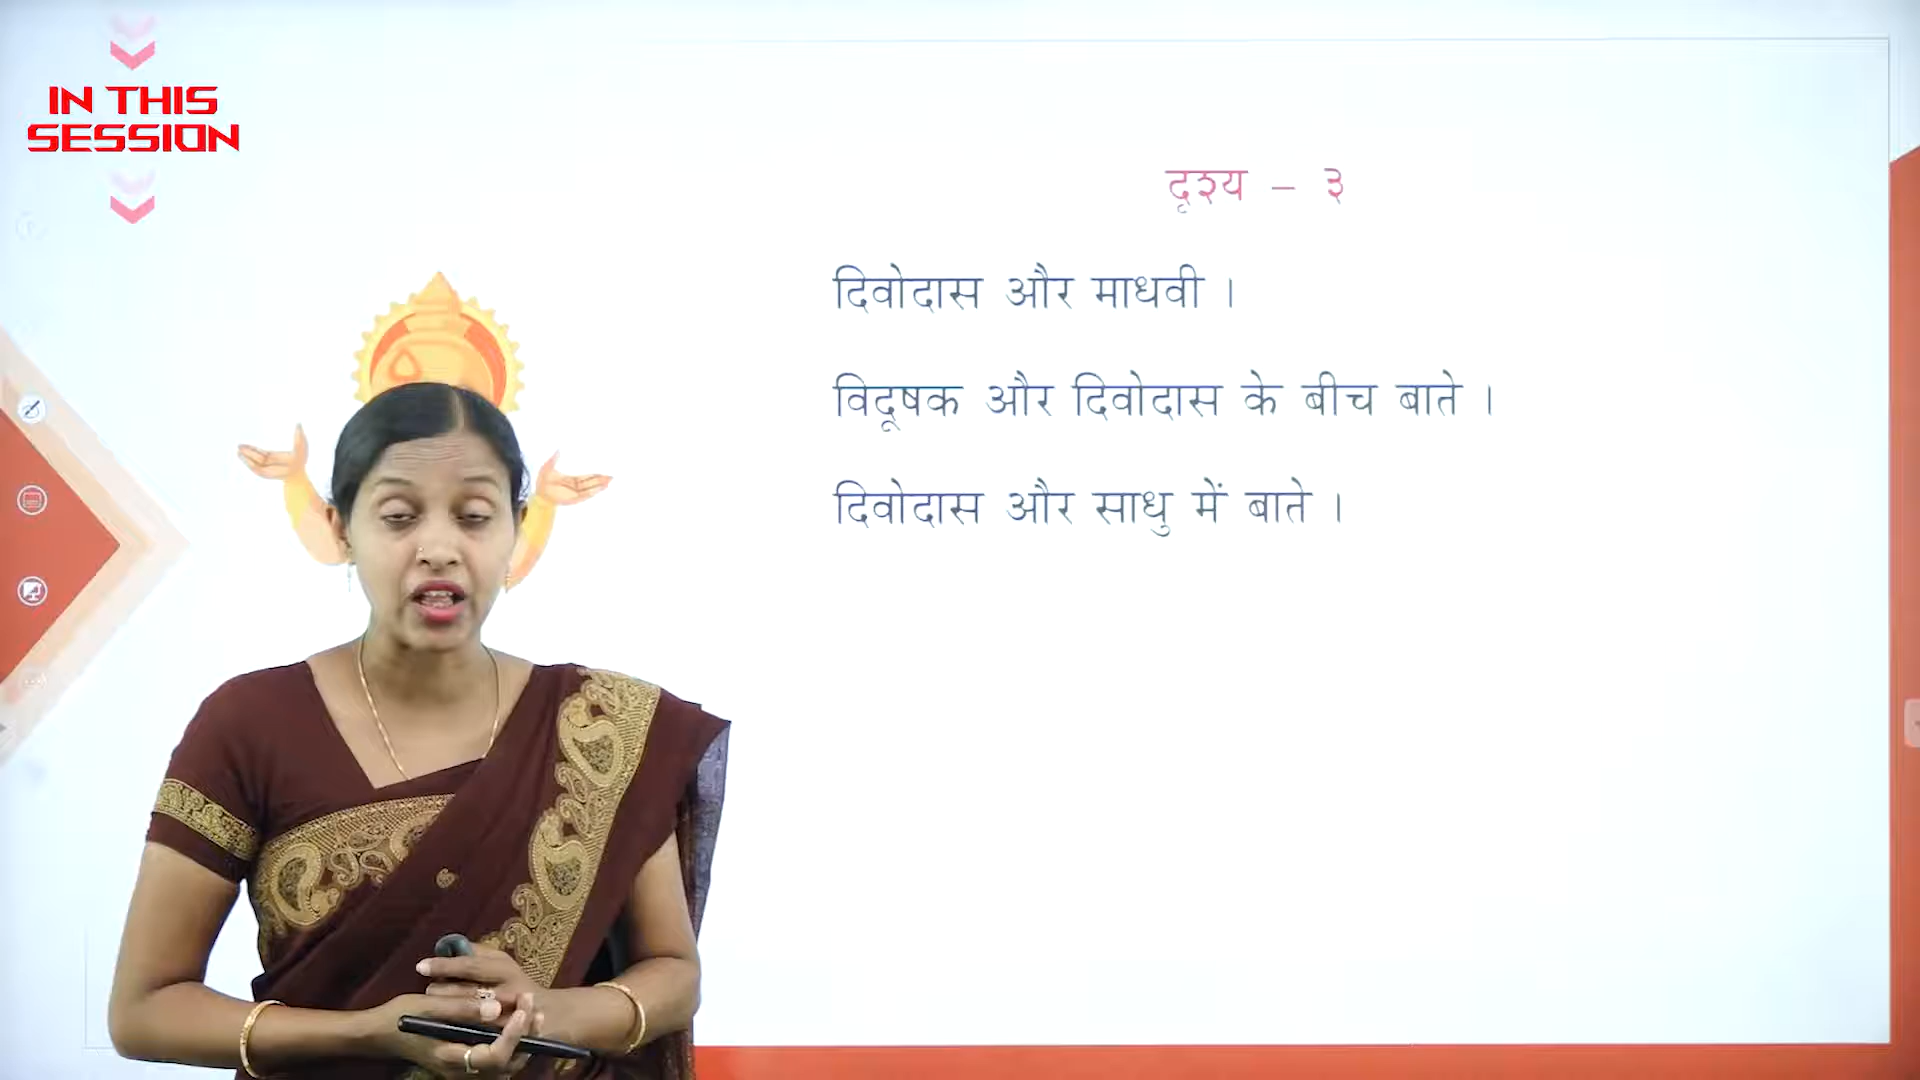 IN THIS
SESSION
दृश्य – ३
दिवोदास और माधवी ।
विदूषक और दिवोदास के बीच बाते ।
दिवोदास और साधु में बाते ।